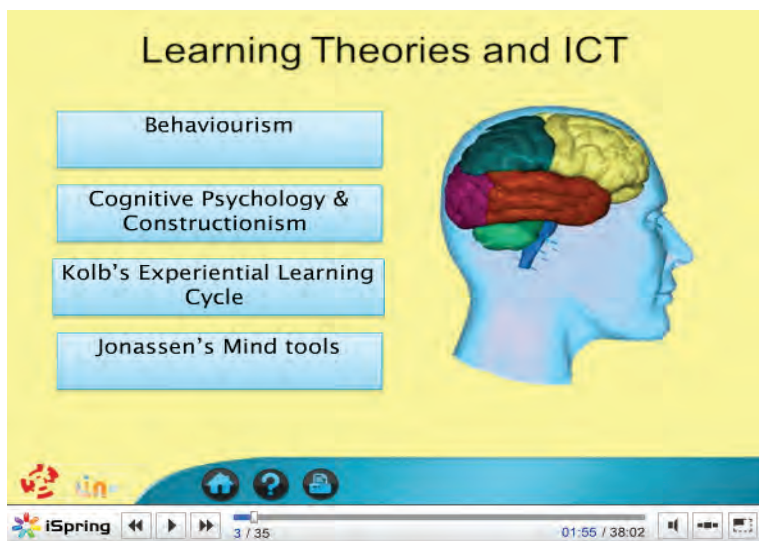 Learning Theories and ICT
Behaviourism
Cognitive Psychology &
Constructionism
Kolb's Experiential Learning
Cycle
Jonassen's Mind tools
in
?
iSpring
3 / 35
01:55 / 38:02